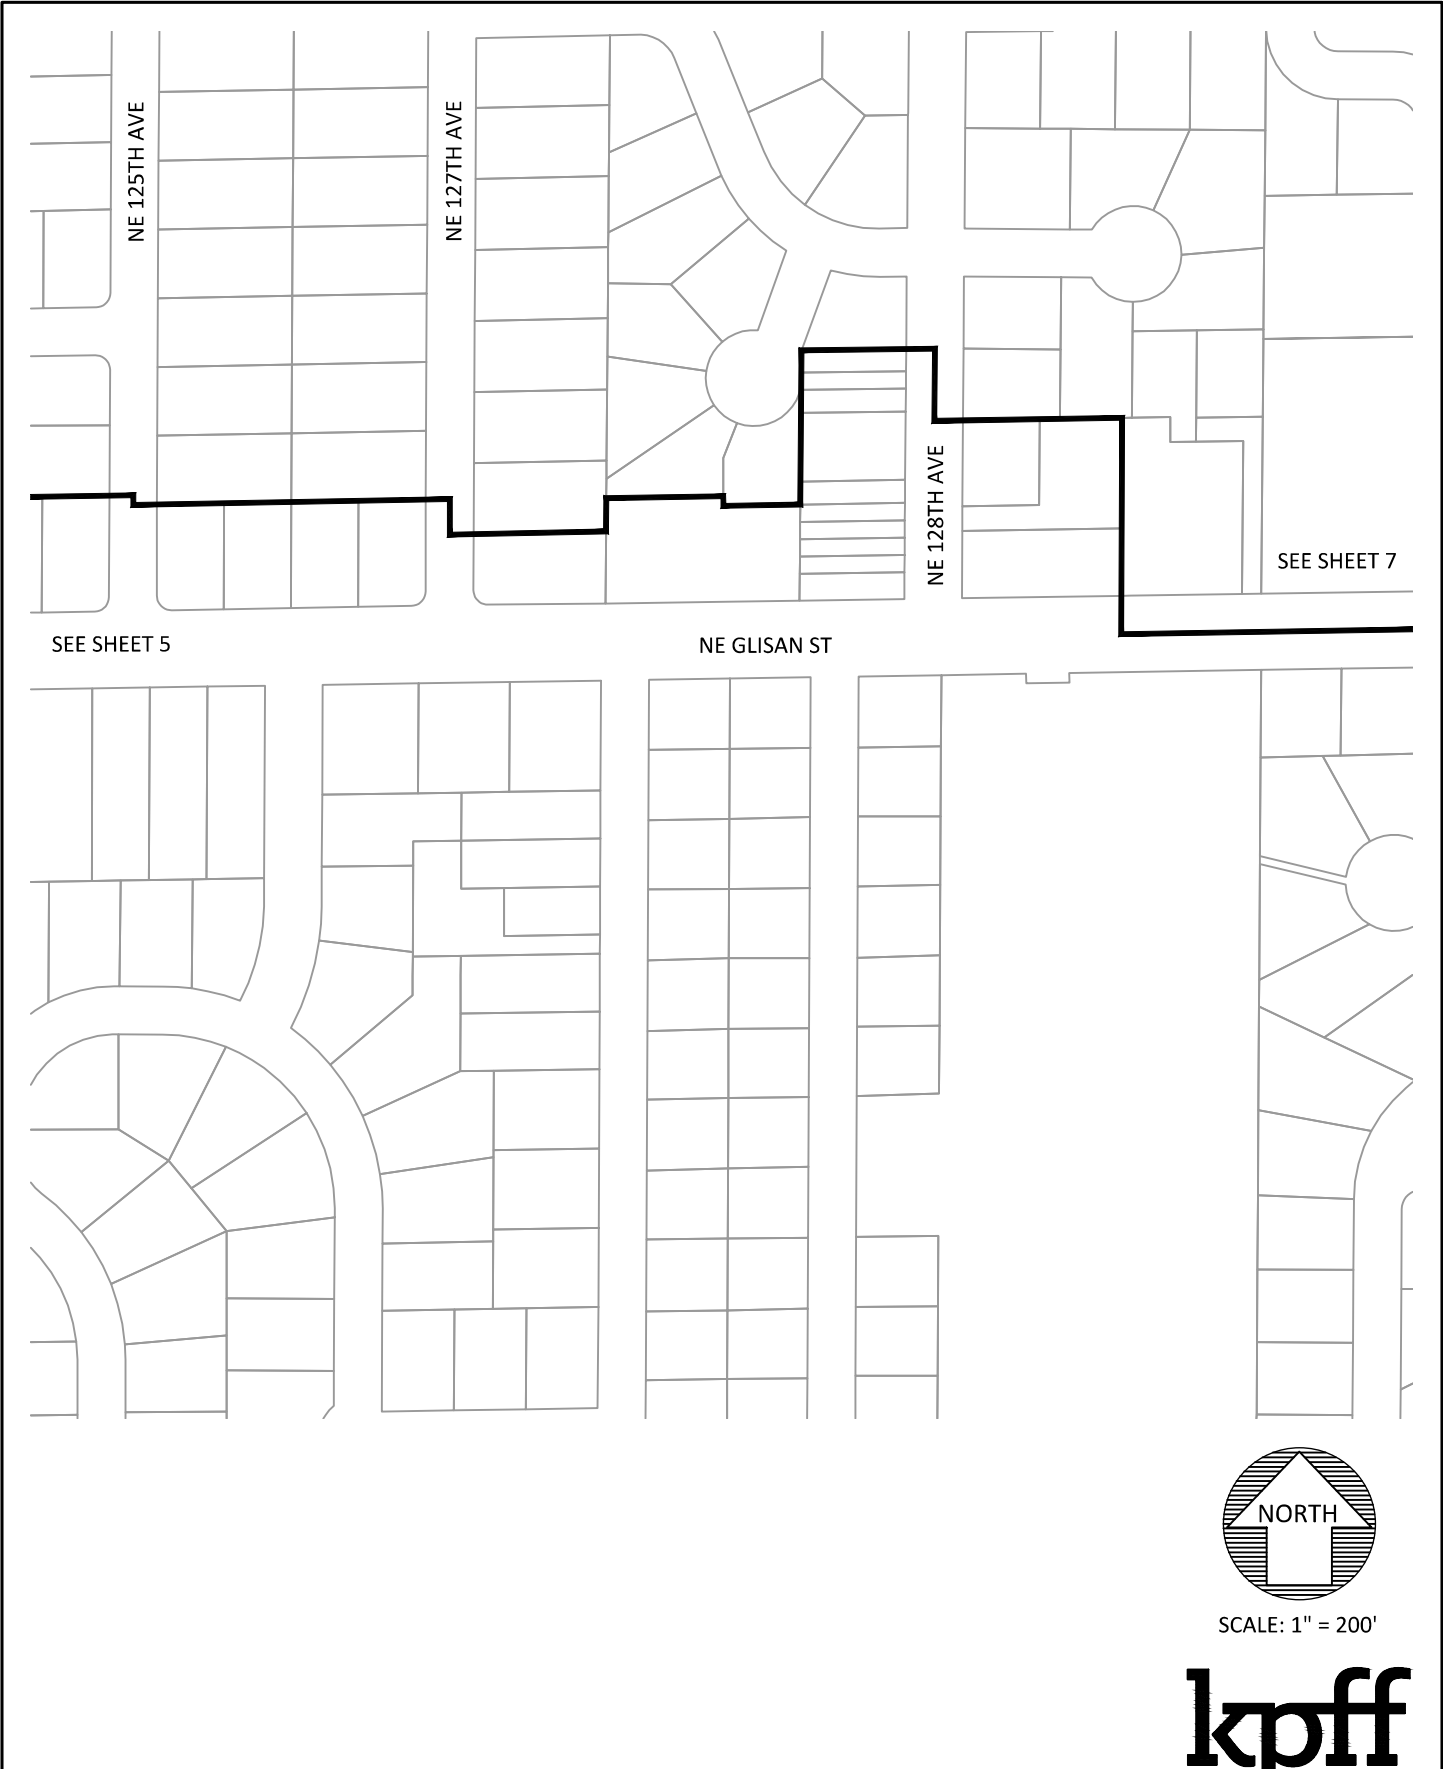 NE 125TH AVE
NE 127TH AVE
NE 128TH AVE
SEE SHEET 7
SEE SHEET 5
NE GLISAN ST
NORTH
SCALE: 1" = 200'
kpff